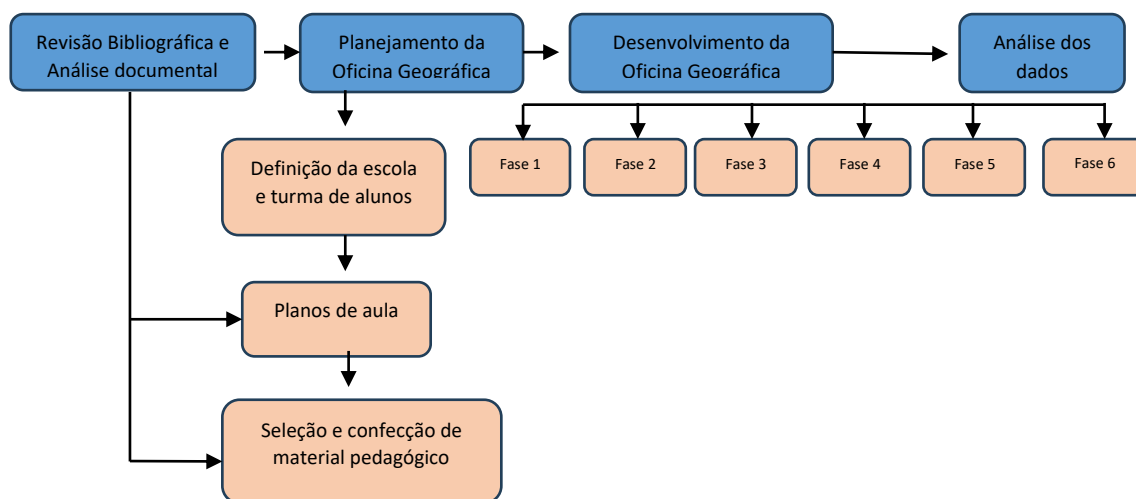 Revisão Bibliográfica e
Análise documental
Planejamento da
Oficina Geográfica
Desenvolvimento da
Oficina Geográfica
Análise dos
dados
Definição da escola
e turma de alunos
Fase 1
Fase 2
Fase 3
Fase 4
Fase 5
Fase 6
Planos de aula
Seleção e confecção de
material pedagógico